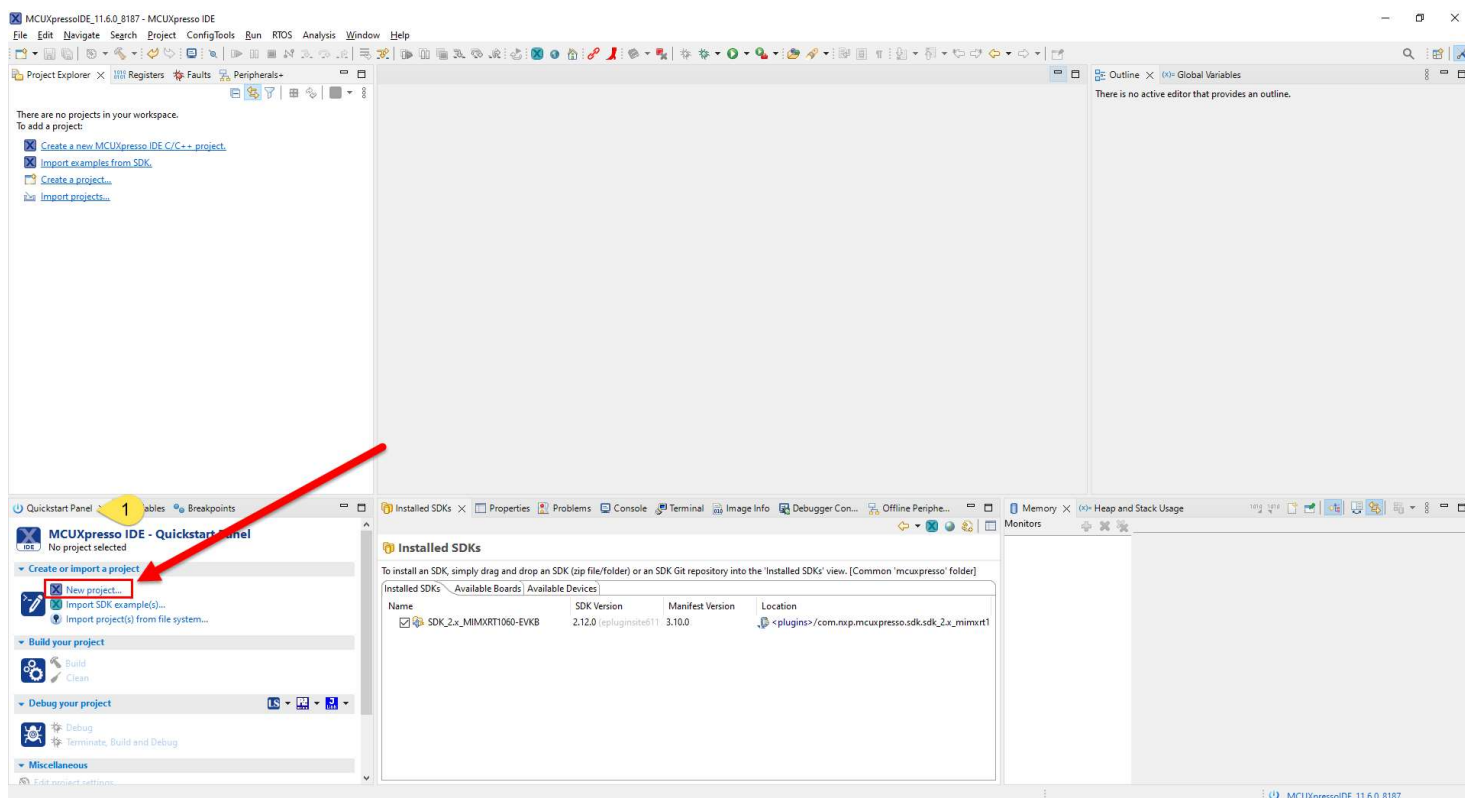 MCUXpressoIDE_11.6.0_8187 - MCUXpresso IDE
File Edit Navigate Search Project ConfigTools Run RTOS Analysis Window Help
Project Explorer Registers Faults Peripherals+
There are no projects in your workspace.
To add a project:
Create a new MCUXpresso IDE C/C++ project.
Import examples from SDK.
Create a project...
Import projects...
Outline (x)= Global Variables
There is no active editor that provides an outline.
Quickstart Panel 1 ables Breakpoints
IDE
MCUXpresso IDE - Quickstart Panel
No project selected
Create or import a project
New project...
Import SDK example(s)...
Import project(s) from file system...
Build your project
Build
Clean
Debug your project
LS
Debug
Terminate, Build and Debug
Miscellaneous
Edit project settings
Installed SDKs Properties Problems Console Terminal Image Info Debugger Con... Offline Periphe...
Installed SDKs
To install an SDK, simply drag and drop an SDK (zip file/folder) or an SDK Git repository into the 'Installed SDKs' view. [Common 'mcuxpresso' folder]
Installed SDKs Available Boards Available Devices
Name SDK Version Manifest Version Location
SDK_2.x_MIMXRT1060-EVKB 2.12.0 (epluginsite611 3.10.0 <plugins>/com.nxp.mcuxpresso.sdk.sdk_2.x_mimxrt1
Memory (x)= Heap and Stack Usage
Monitors
MCUXpressoIDE_11.6.0_8187